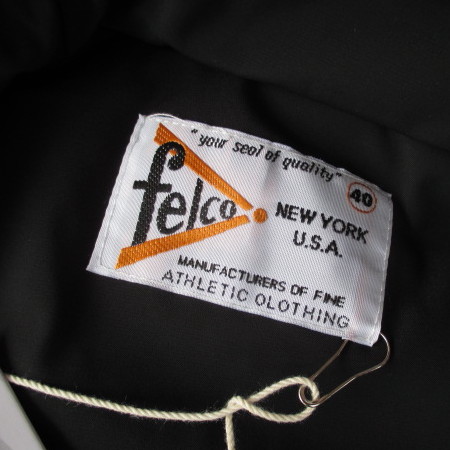 "your seal of quality"
felco
40
NEW YORK
U.S.A.
MANUFACTURERS OF FINE
ATHLETIC OLOTHING